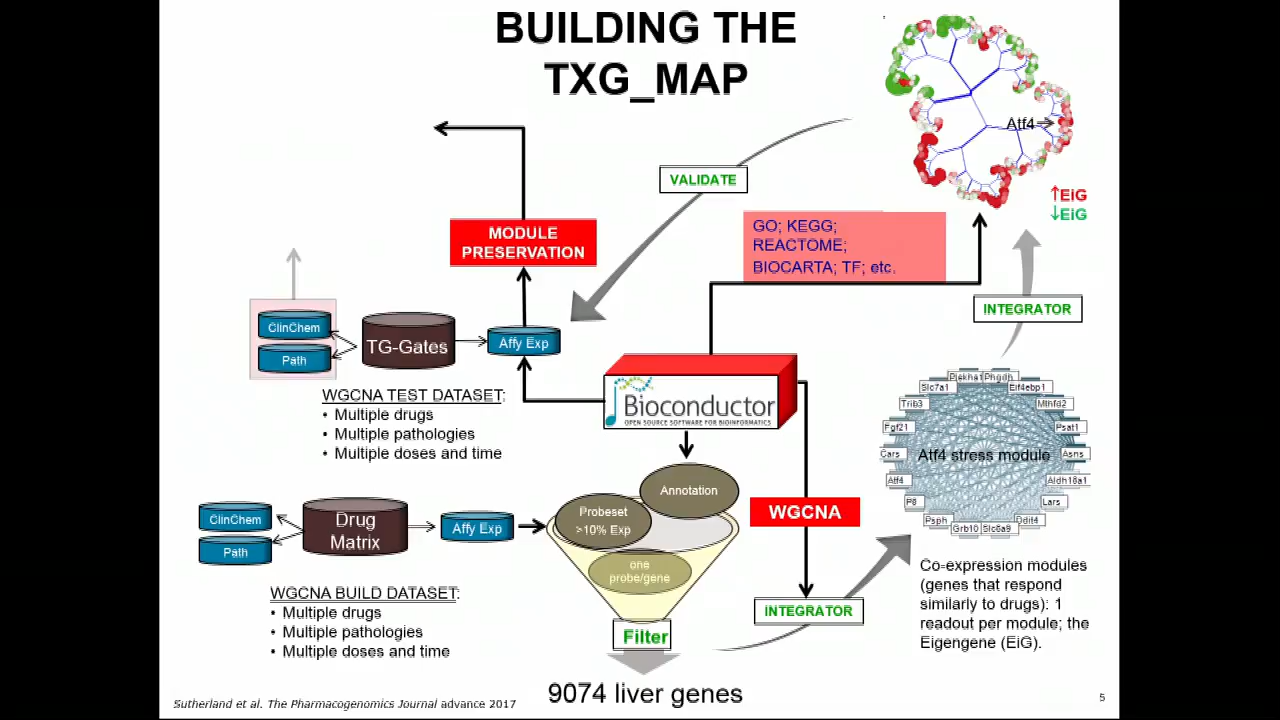 BUILDING THE
TXG_MAP
Atf4
↑EiG
↓EiG
VALIDATE
MODULE
PRESERVATION
GO; KEGG;
REACTOME;
BIOCARTA; TF; etc.
INTEGRATOR
ClinChem
Path
TG-Gates
Affy Exp
WGCNA TEST DATASET:
• Multiple drugs
• Multiple pathologies
• Multiple doses and time
Bioconductor
OPEN SOURCE SOFTWARE FOR BIOINFORMATICS
Plekha1
Phgdh
Slc7a1
Eif4ebp1
Trib3
Mthfd2
Fgf21
Psat1
Cars
Atf4 stress module
Asns
Atf4
Aldh18a1
P8
Lars
Psph
Ddit4
Grb10
Slc6a9
Annotation
Probeset
>10% Exp
one
probe/gene
WGCNA
ClinChem
Path
Drug
Matrix
Affy Exp
WGCNA BUILD DATASET:
• Multiple drugs
• Multiple pathologies
• Multiple doses and time
INTEGRATOR
Filter
9074 liver genes
Co-expression modules
(genes that respond
similarly to drugs): 1
readout per module; the
Eigengene (EiG).
Sutherland et al. The Pharmacogenomics Journal advance 2017
5